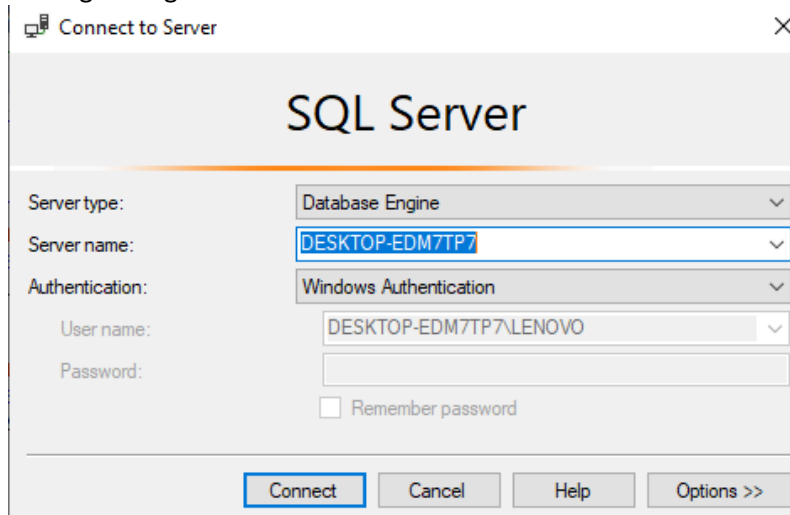 Connect to Server
SQL Server
Server type: Database Engine
Server name: DESKTOP-EDM7TP7
Authentication: Windows Authentication
User name: DESKTOP-EDM7TP7\LENOVO
Password:
Remember password
Connect Cancel Help Options >>